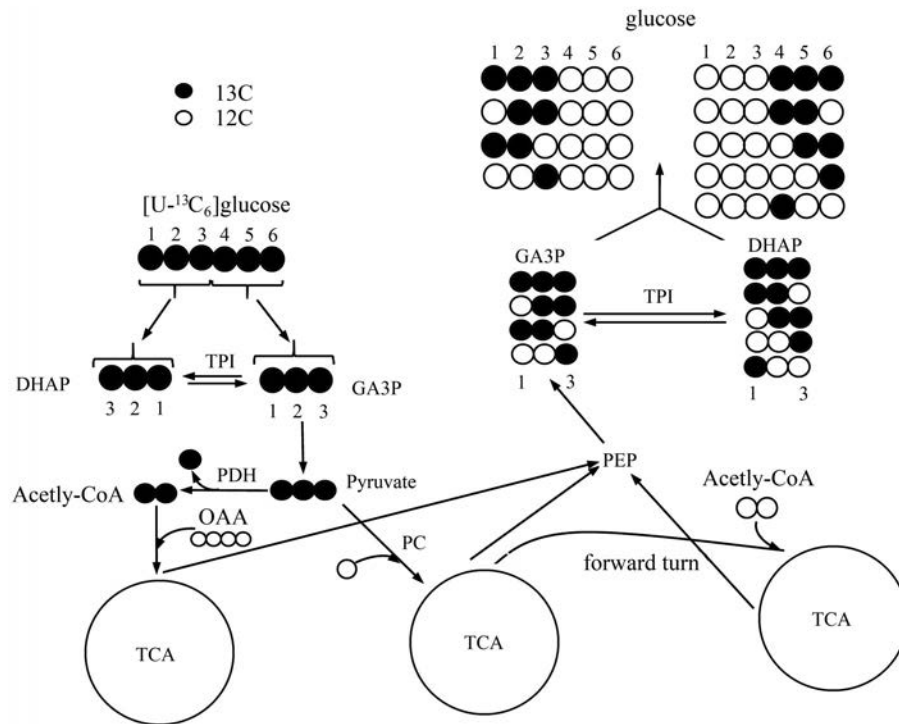 glucose
1 2 3 4 5 6
1 2 3 4 5 6
13C
12C
[U-¹³C₆]glucose
1 2 3 4 5 6
GA3P
DHAP
TPI
1 3
1 3
DHAP
TPI
GA3P
3 2 1
1 2 3
PEP
PDH
Pyruvate
Acetly-CoA
Acetly-CoA
OAA
PC
forward turn
TCA
TCA
TCA